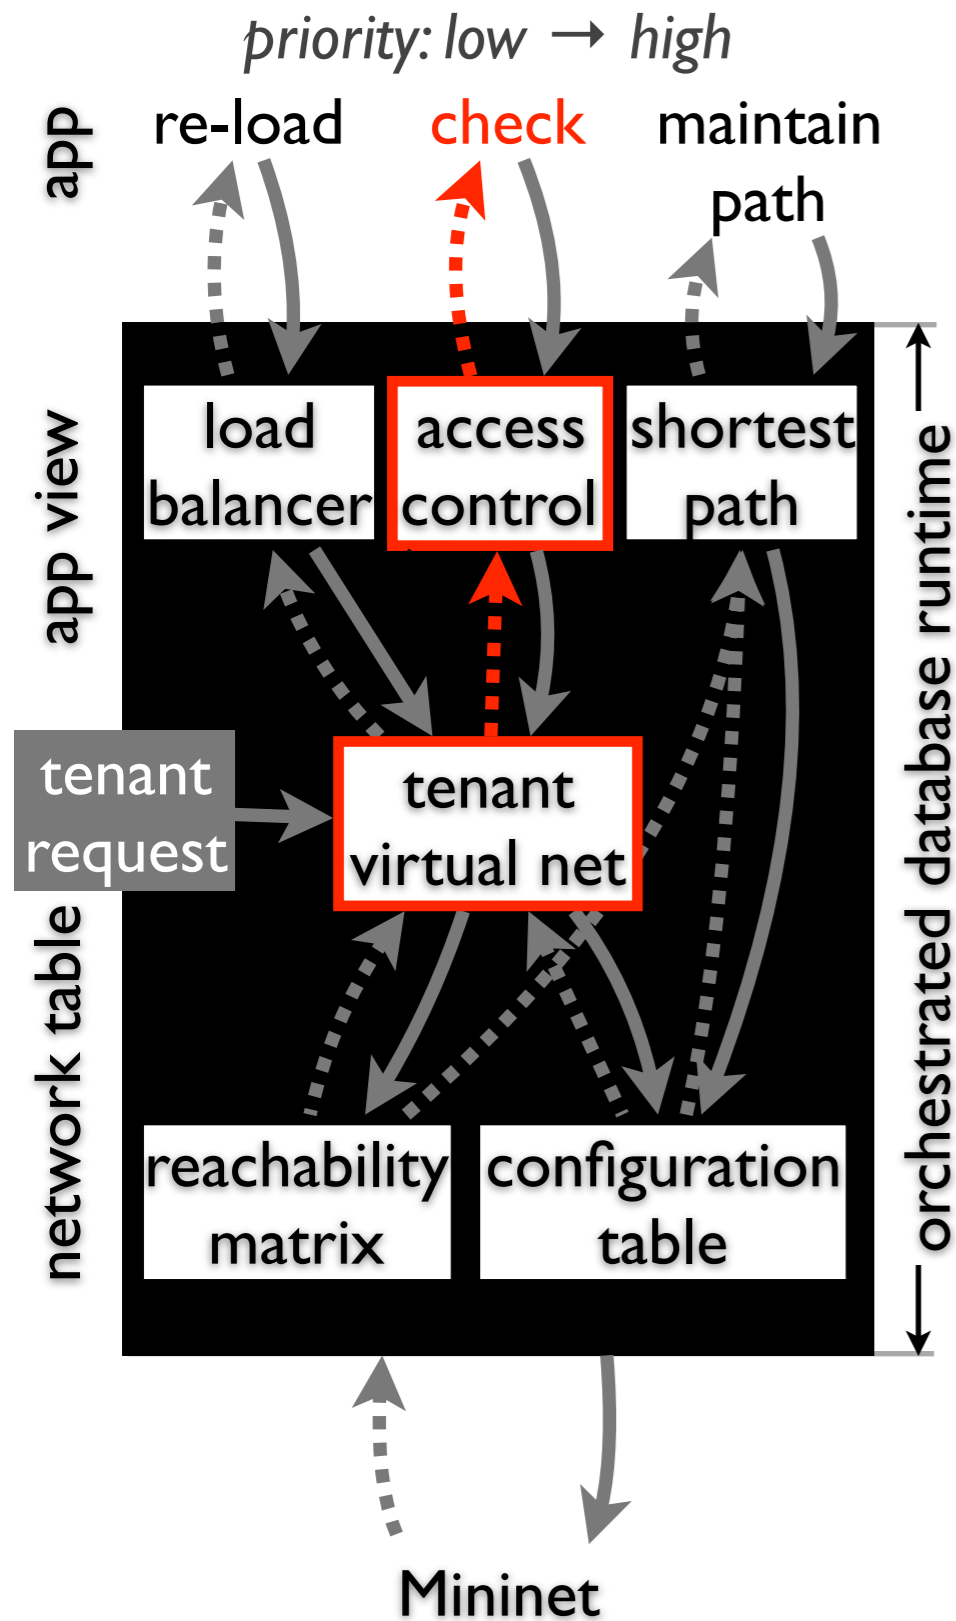 priority: low → high
app
re-load
check
maintain
path
app view
load
balancer
access
control
shortest
path
orchestrated database runtime
tenant
request
tenant
virtual net
network table
reachability
matrix
configuration
table
Mininet